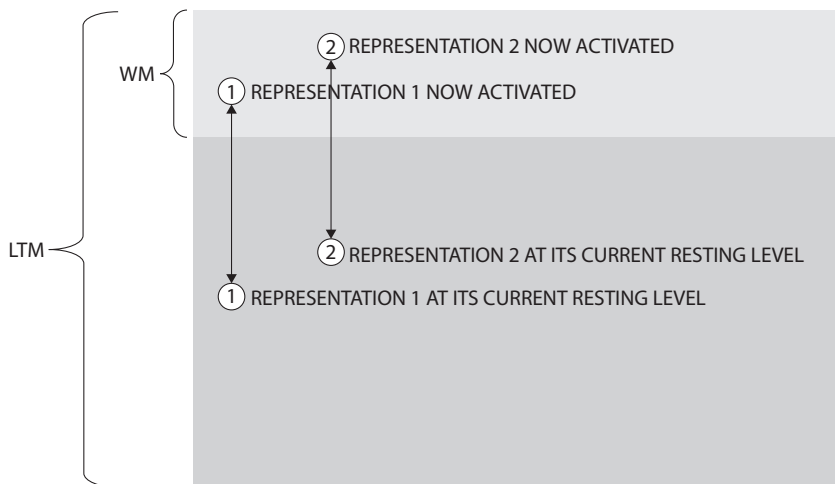 2 REPRESENTATION 2 NOW ACTIVATED
WM
1 REPRESENTATION 1 NOW ACTIVATED
LTM
2 REPRESENTATION 2 AT ITS CURRENT RESTING LEVEL
1 REPRESENTATION 1 AT ITS CURRENT RESTING LEVEL